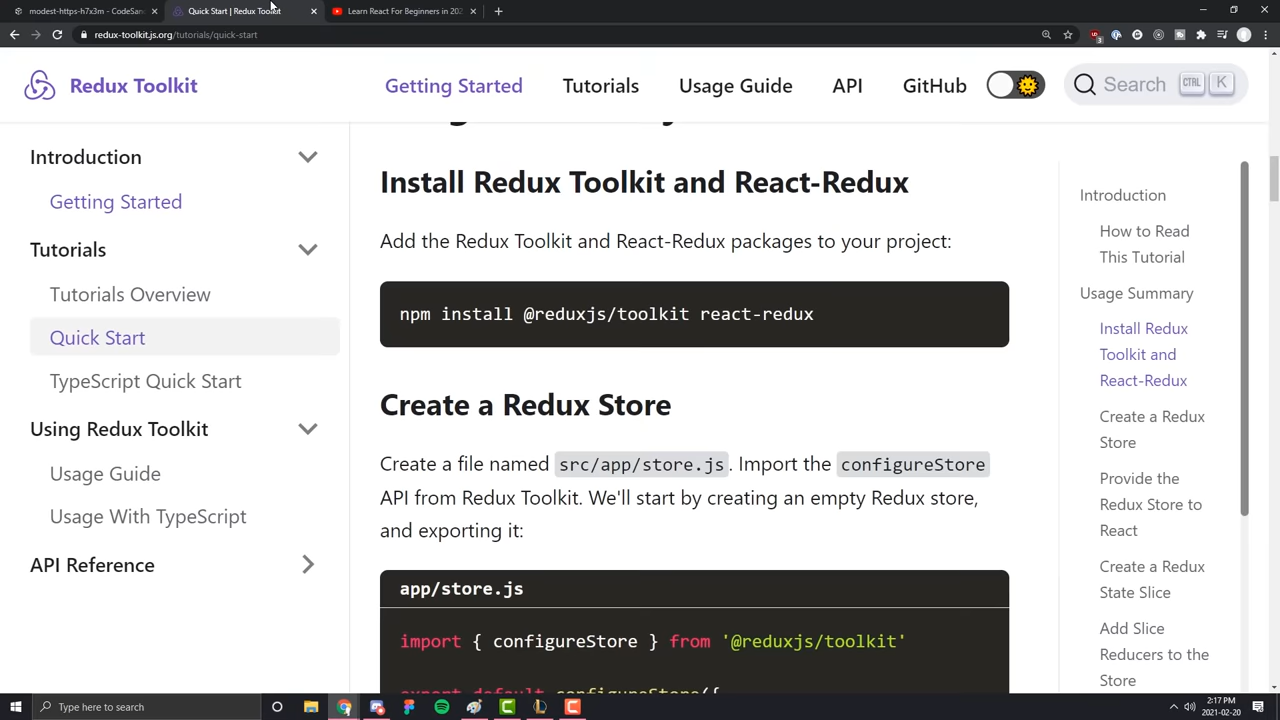 modest-https-h7x3m - CodeSan
Quick Start | Redux Toolkit
Learn React For Beginners in 202
redux-toolkit.js.org/tutorials/quick-start
Redux Toolkit
Getting Started
Tutorials
Usage Guide
API
GitHub
Search
CTRL
K
Introduction
Getting Started
Tutorials
Tutorials Overview
Quick Start
TypeScript Quick Start
Using Redux Toolkit
Usage Guide
Usage With TypeScript
API Reference
Install Redux Toolkit and React-Redux
Add the Redux Toolkit and React-Redux packages to your project:
npm install @reduxjs/toolkit react-redux
Create a Redux Store
Create a file named src/app/store.js. Import the configureStore
API from Redux Toolkit. We'll start by creating an empty Redux store,
and exporting it:
app/store.js
import { configureStore } from '@reduxjs/toolkit'
export default configureStore({
Introduction
How to Read
This Tutorial
Usage Summary
Install Redux
Toolkit and
React-Redux
Create a Redux
Store
Provide the
Redux Store to
React
Create a Redux
State Slice
Add Slice
Reducers to the
Store
Type here to search
2:17 PM
2021-02-20